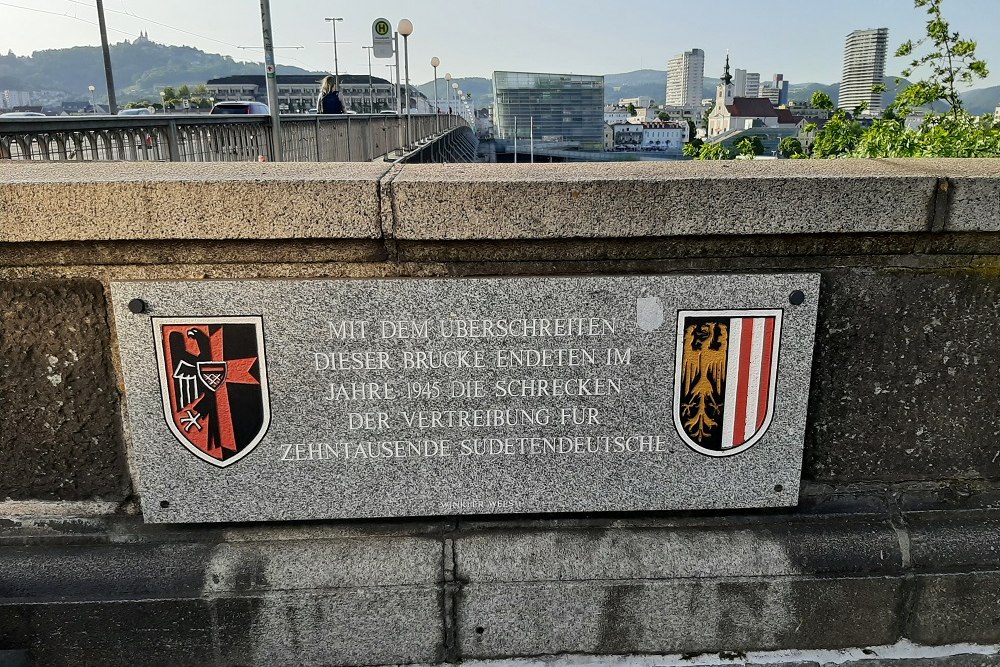 H
MIT DEM ÜBERSCHREITEN
DIESER BRÜCKE ENDETEN IM
JAHRE 1945 DIE SCHRECKEN
DER VERTREIBUNG FÜR
ZEHNTAUSENDE SUDETENDEUTSCHE